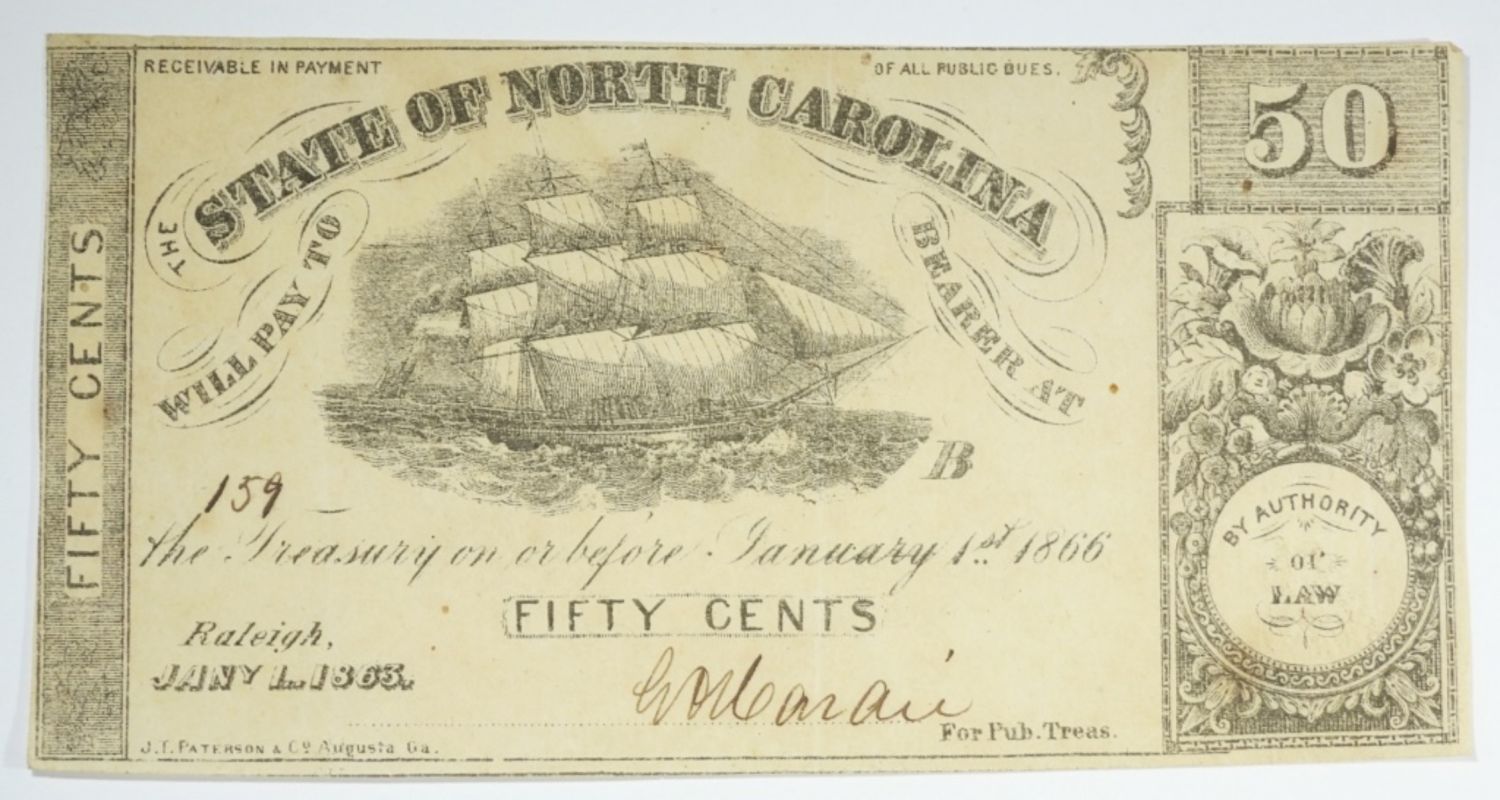 RECEIVABLE IN PAYMENT OF ALL PUBLIC DUES.
50
THE STATE OF NORTH CAROLINA
WILL PAY TO BEARER AT
FIFTY CENTS
B
159
the Treasury on or before January 1st 1866
FIFTY CENTS
Raleigh,
JANY 1. 1863.
For Pub. Treas.
J.T. PATERSON & Co Augusta Ga.
BY AUTHORITY
OF
LAW